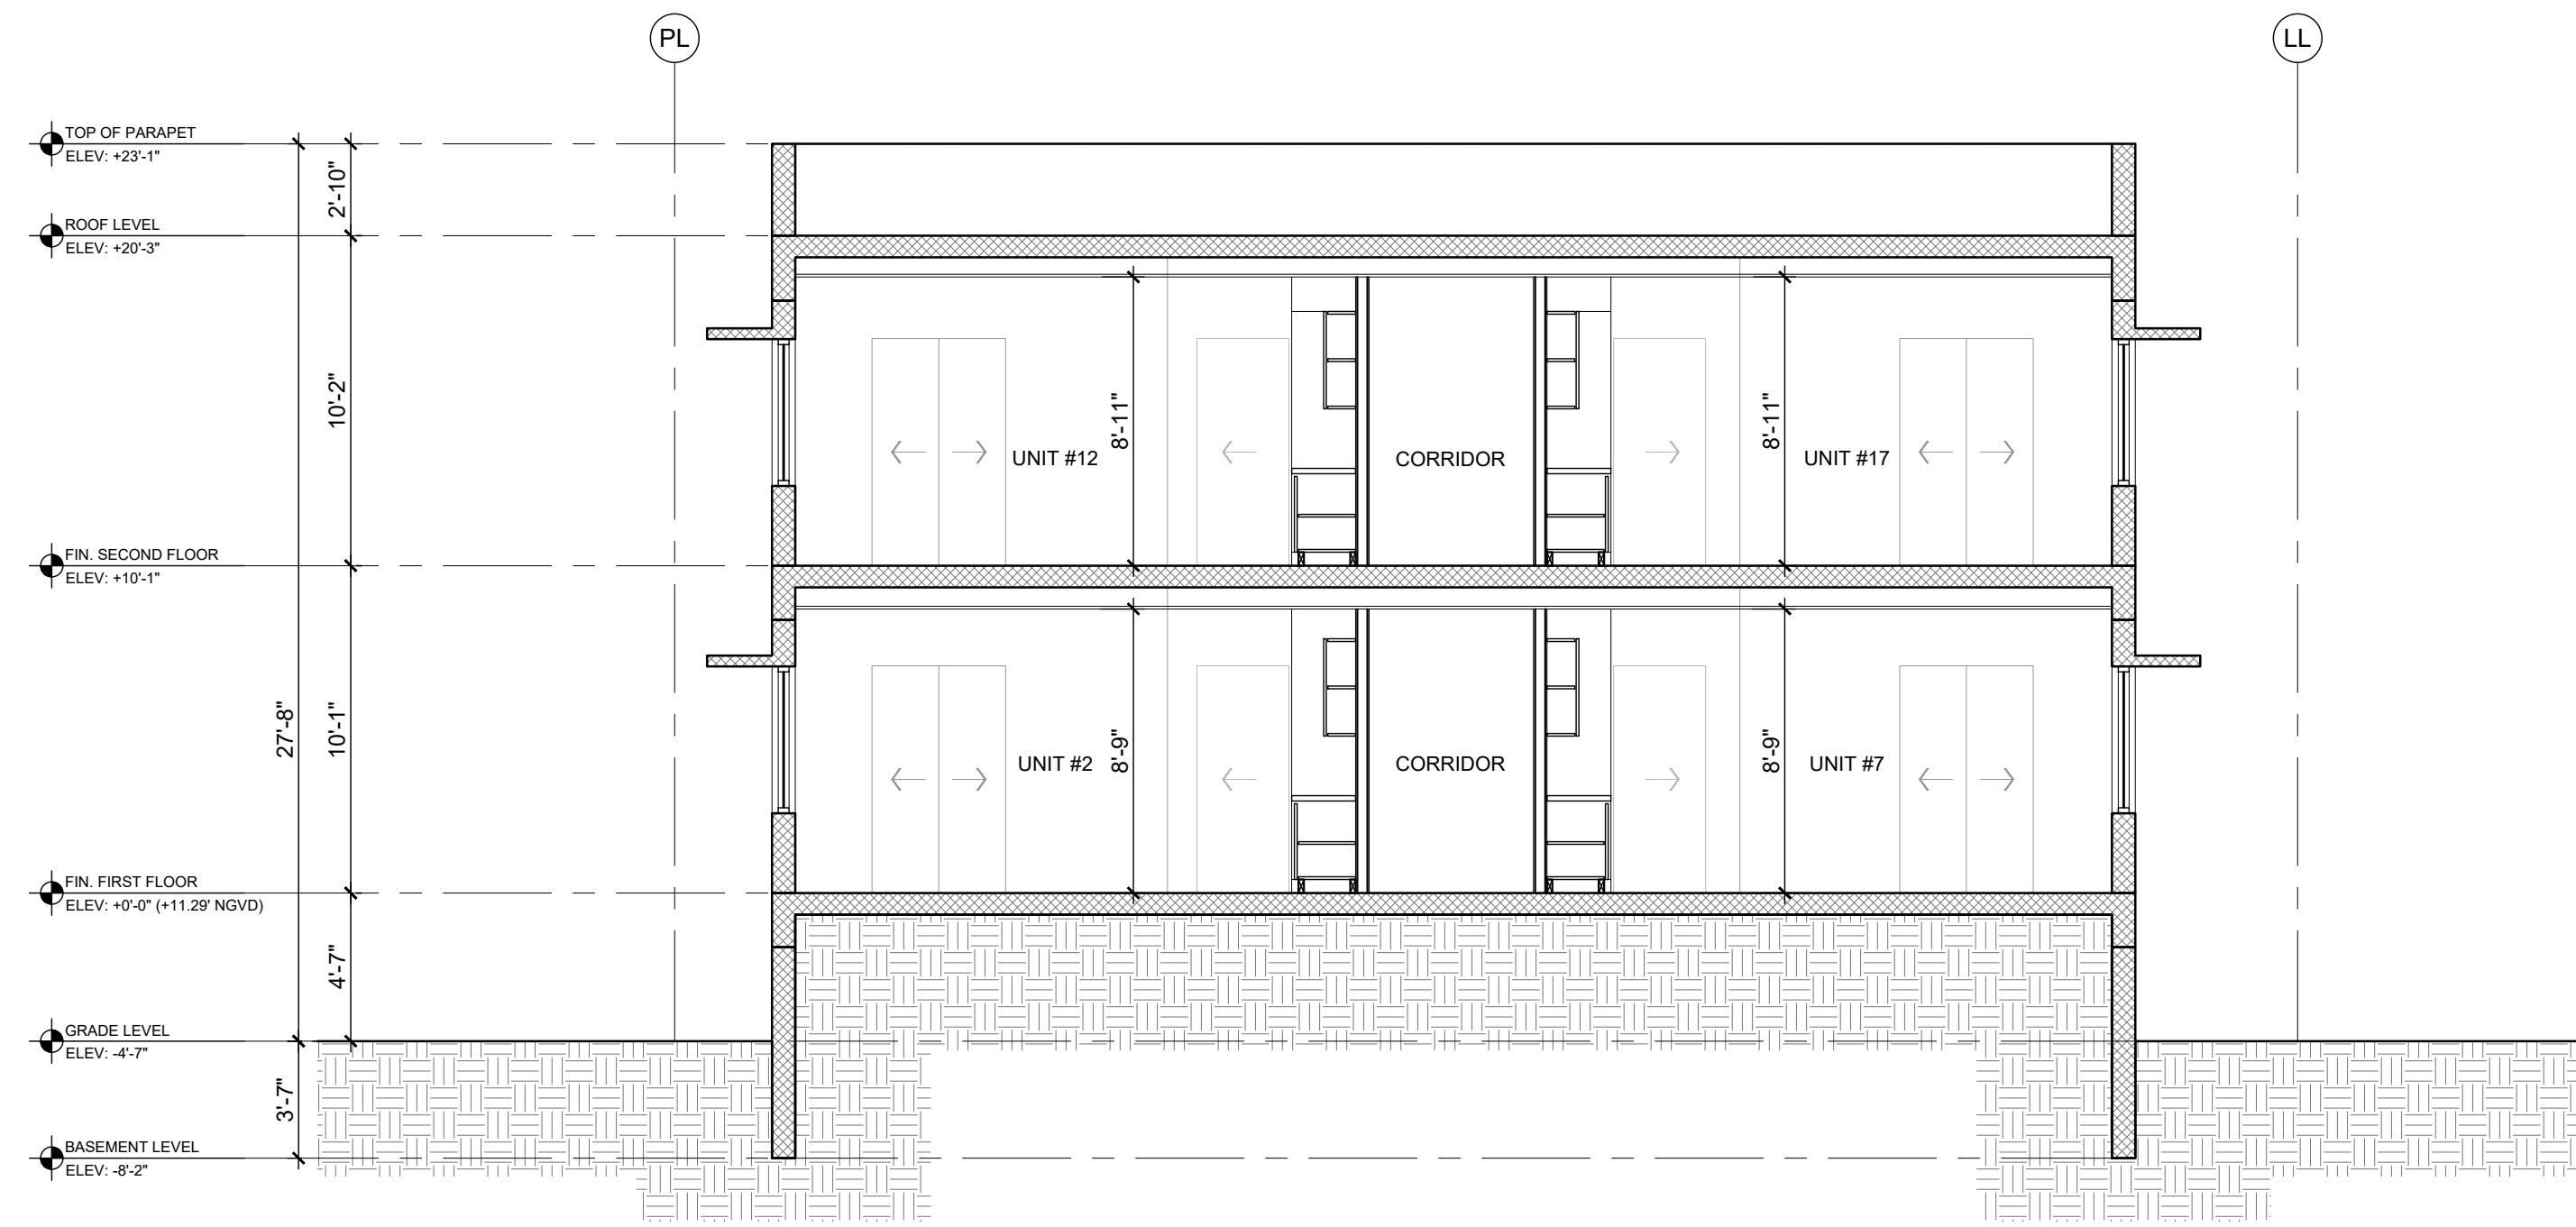 PL
LL
TOP OF PARAPET
ELEV: +23'-1"
2'-10"
ROOF LEVEL
ELEV: +20'-3"
10'-2"
8'-11"
8'-11"
UNIT #12
CORRIDOR
UNIT #17
FIN. SECOND FLOOR
ELEV: +10'-1"
27'-8"
10'-1"
8'-9"
8'-9"
UNIT #2
CORRIDOR
UNIT #7
FIN. FIRST FLOOR
ELEV: +0'-0" (+11.29' NGVD)
4'-7"
GRADE LEVEL
ELEV: -4'-7"
3'-7"
BASEMENT LEVEL
ELEV: -8'-2"